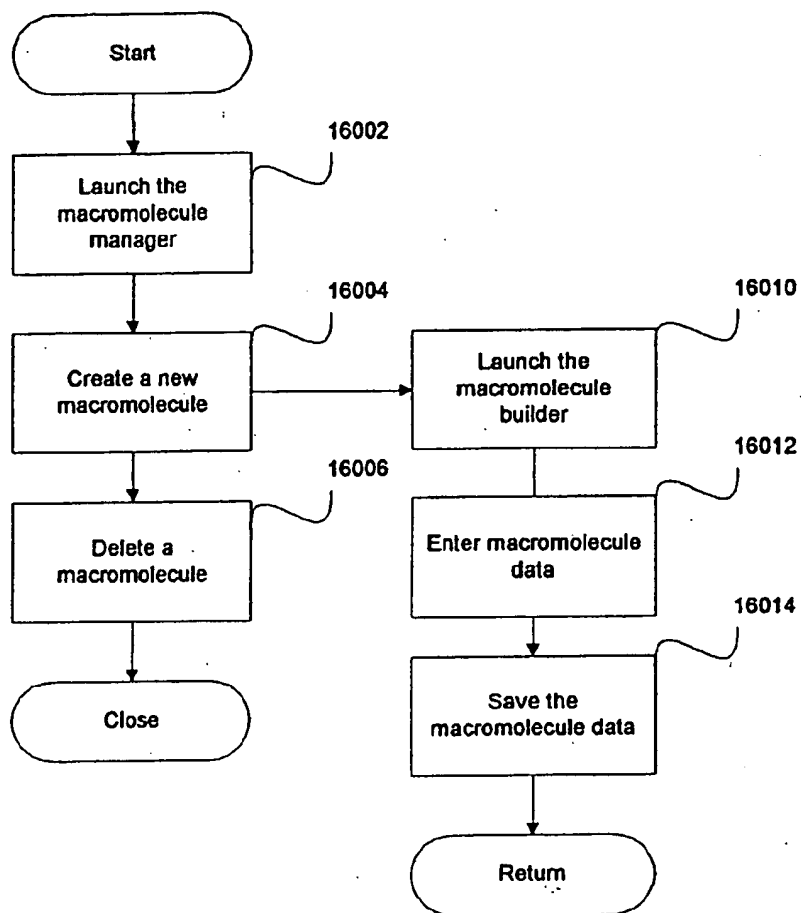 Start
16002
Launch the
macromolecule
manager
16004
Create a new
macromolecule
16006
Delete a
macromolecule
Close
16010
Launch the
macromolecule
builder
16012
Enter macromolecule
data
16014
Save the
macromolecule data
Return